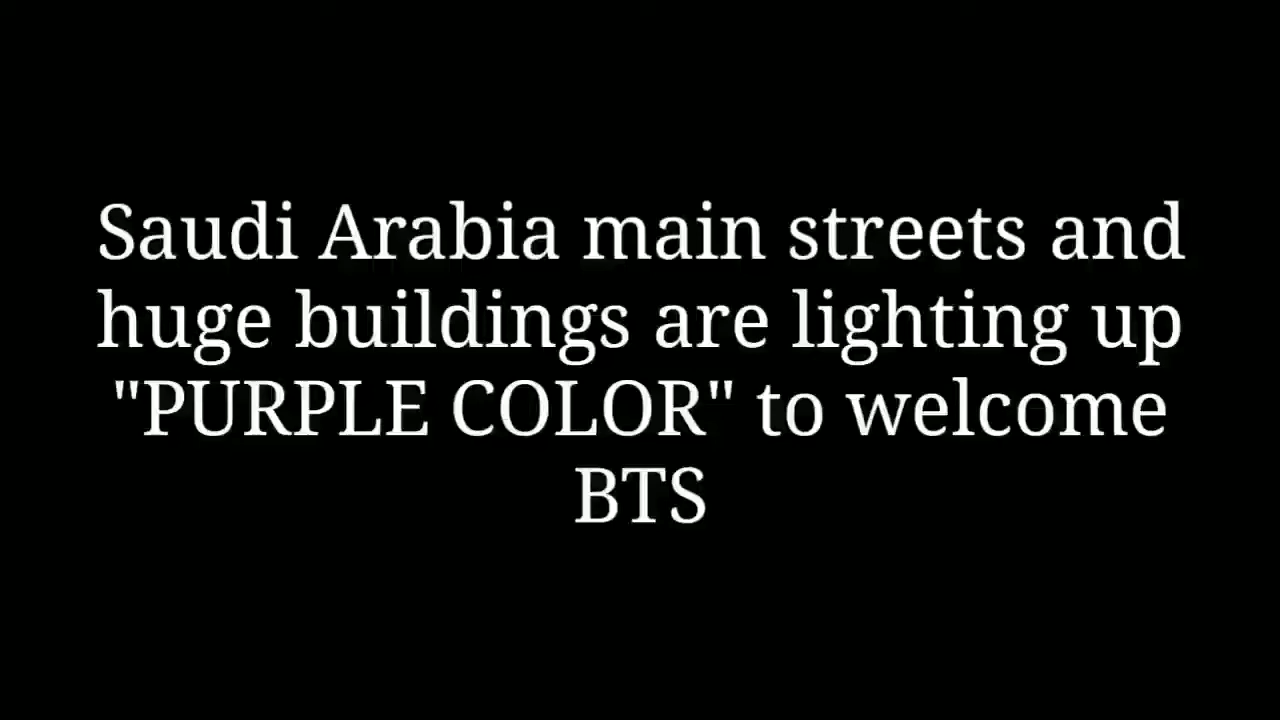 Saudi Arabia main streets and
huge buildings are lighting up
"PURPLE COLOR" to welcome
BTS